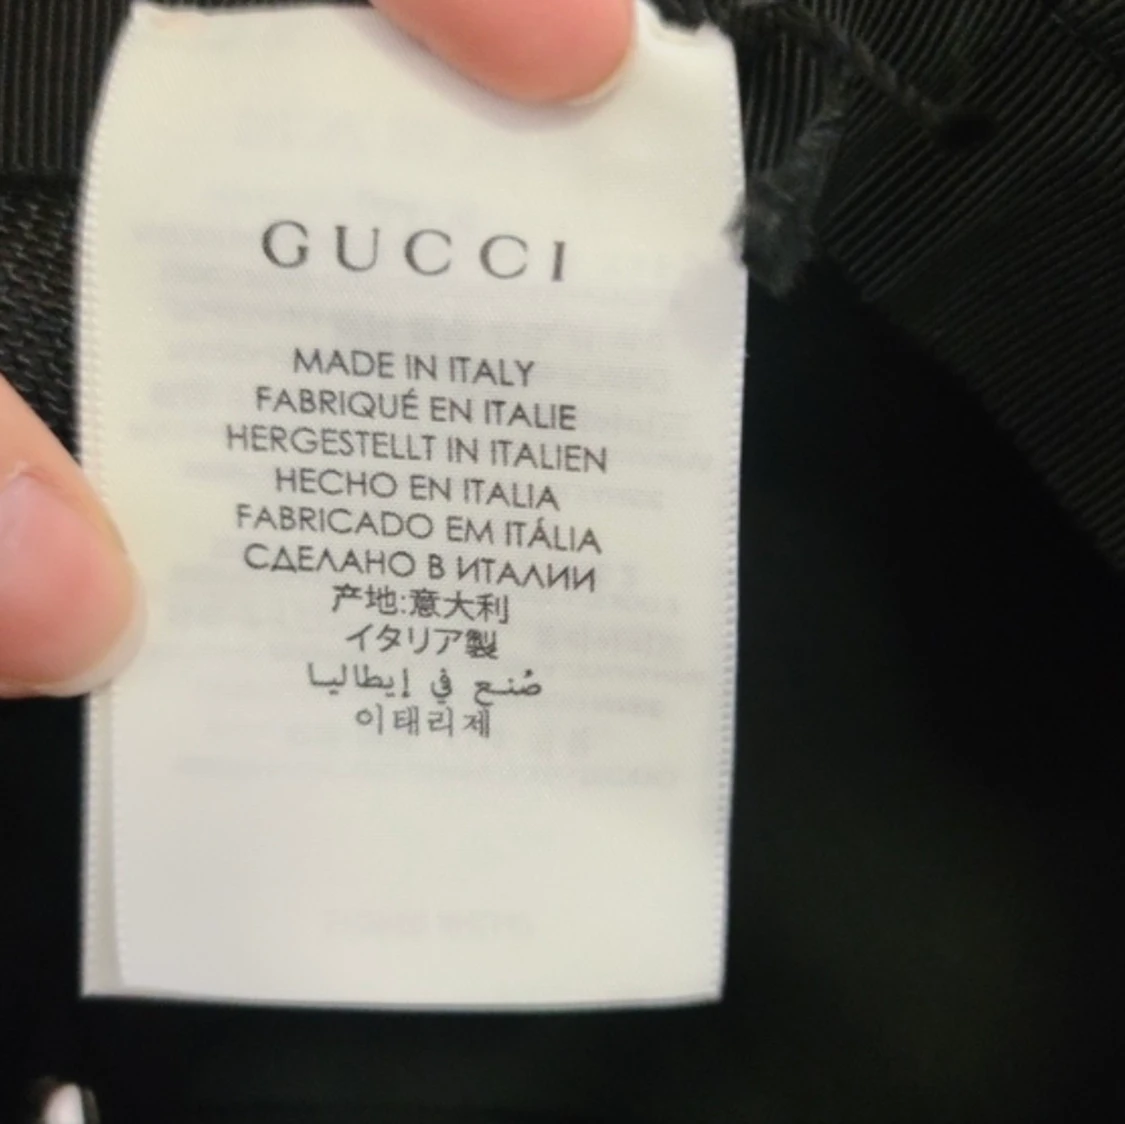 GUCCI
MADE IN ITALY
FABRIQUÉ EN ITALIE
HERGESTELLT IN ITALIEN
HECHO EN ITALIA
FABRICADO EM ITÁLIA
СДЕЛАНО В ИТАЛИИ
产地:意大利
イタリア製
صُنع في إيطاليا
이태리제